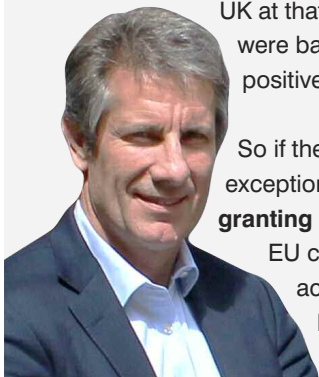 UK at that
were ba
positive
So if the
exception
granting
EU c
ac